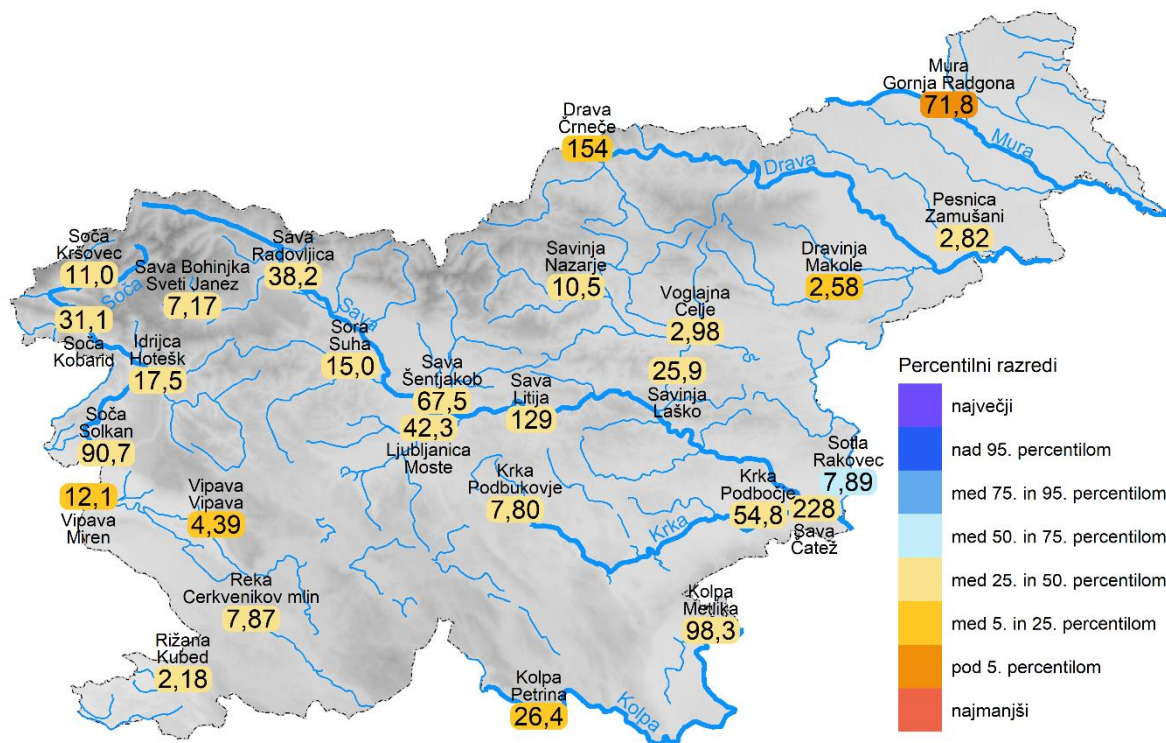 Mura
Gornja Radgona
71,8
Mura
Drava
Črneče
154
Drava
Pesnica
Zamušani
2,82
Soča
Kršovec
11,0
Soča
Sava Bohinjka
Sveti Janez
7,17
Sava
Radovljica
38,2
Sava
Savinja
Nazarje
10,5
Dravinja
Makole
2,58
Voglajna
Celje
2,98
31,1
Soča
Kobarid
Idrijca
Hotešk
17,5
Sora
Suha
15,0
Sava
Šentjakob
67,5
Sava
Litija
129
25,9
Savinja
Laško
42,3
Ljubljanica
Moste
Soča
Solkan
90,7
12,1
Vipava
Miren
Vipava
Vipava
4,39
Krka
Podbukovje
7,80
Krka
Krka
Podbočje
54,8
Sotla
Rakovec
7,89
228
Sava
Čatež
Reka
Cerkvenikov mlin
7,87
Kolpa
Metlika
98,3
Rižana
Kubed
2,18
Kolpa
Petrina
26,4
Kolpa
Percentilni razredi
največji
nad 95. percentilom
med 75. in 95. percentilom
med 50. in 75. percentilom
med 25. in 50. percentilom
med 5. in 25. percentilom
pod 5. percentilom
najmanjši